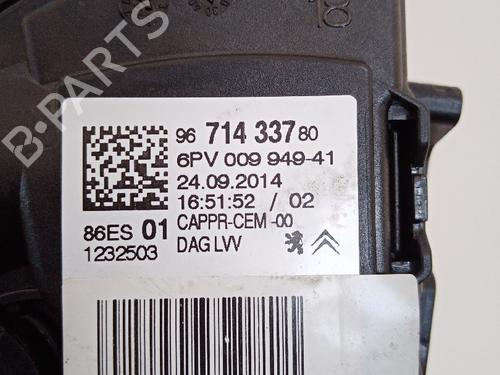 B-PARTS
96 714 337 80
6PV 009 949-41
24.09.2014
16:51:52 / 02
86ES 01 CAPPR-CEM-00
1232503 DAG LVV